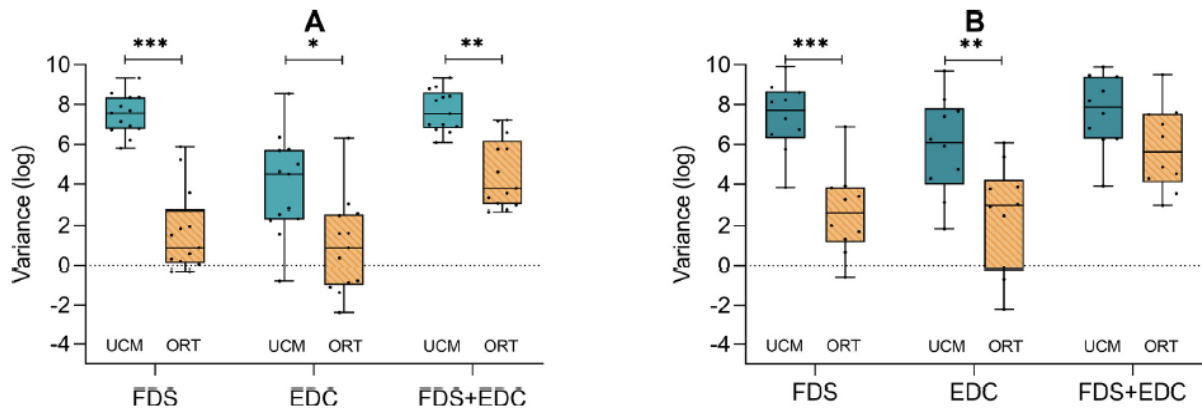 A
B
*** * **
*** **
Variance (log)
10
8
6
4
2
0
-2
-4
UCM ORT UCM ORT UCM ORT
FDS EDC FDS+EDC
Variance (log)
10
8
6
4
2
0
-2
-4
UCM ORT UCM ORT UCM ORT
FDS EDC FDS+EDC